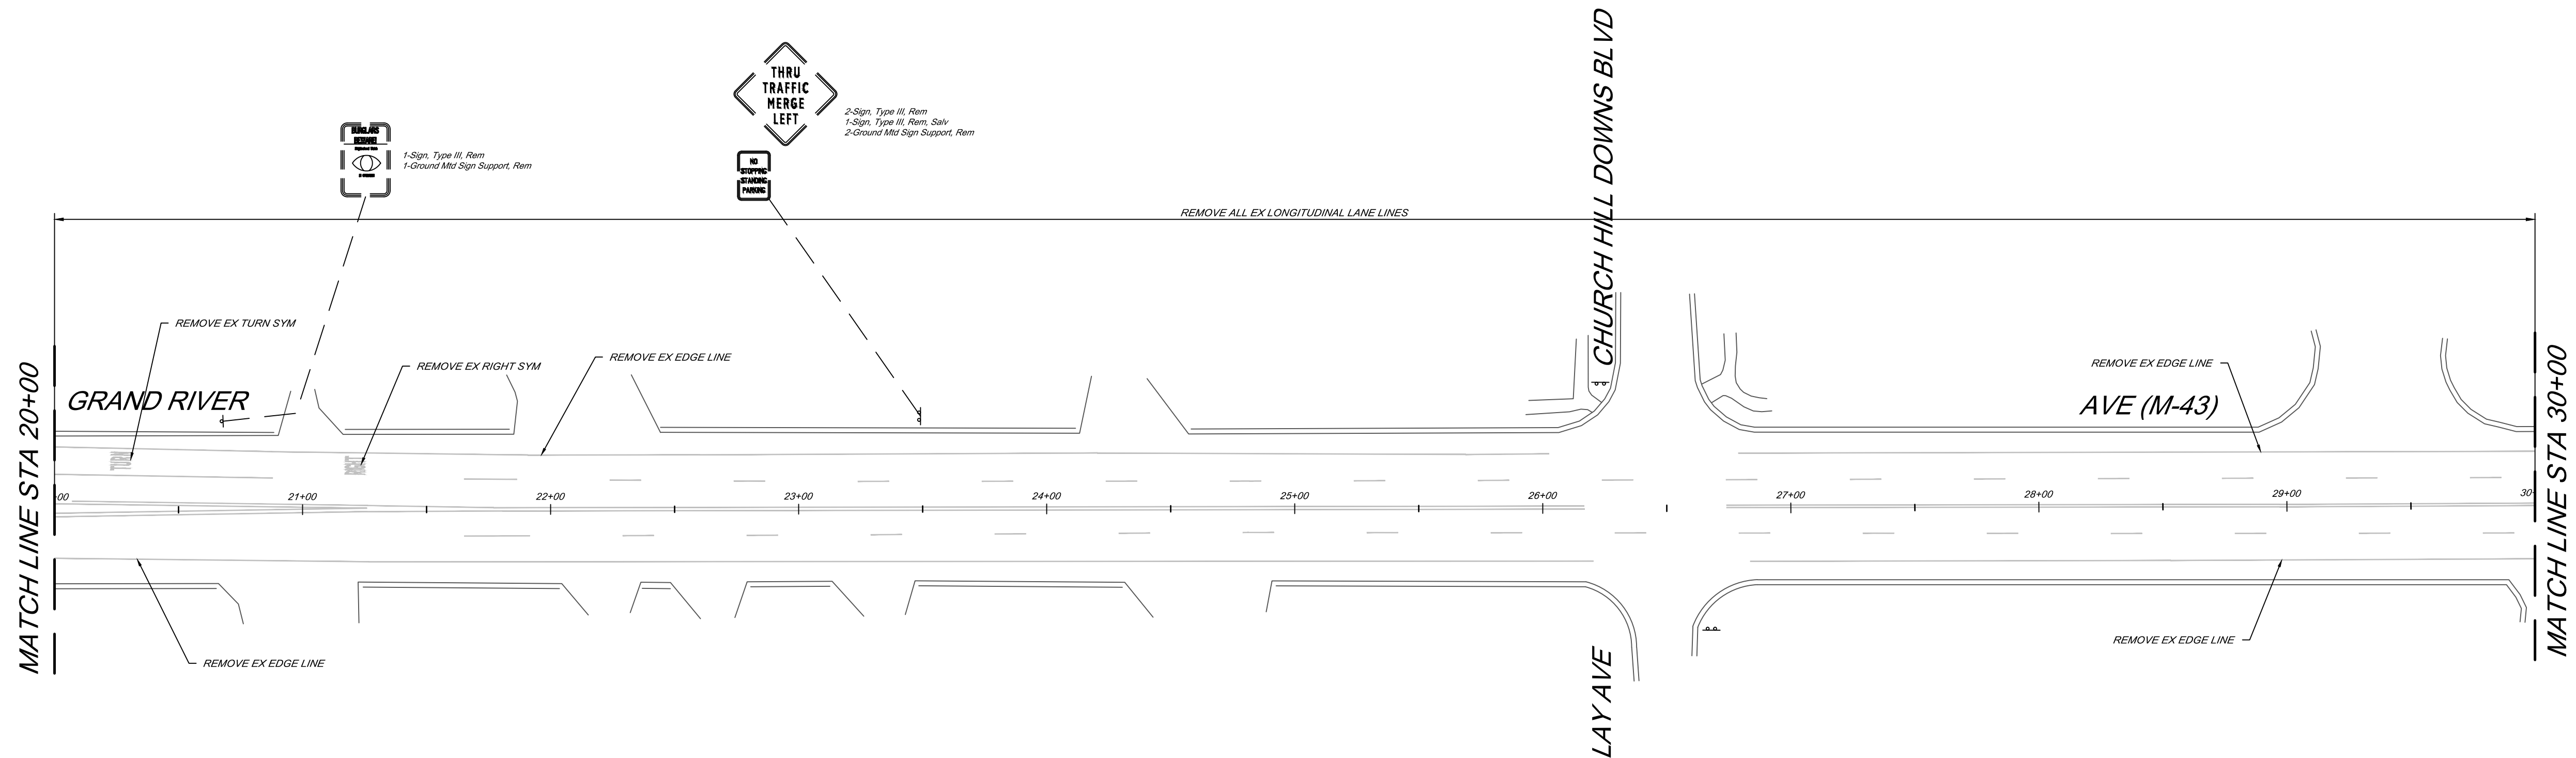 CHURCH HILL DOWNS BLVD
THRU
TRAFFIC
MERGE
LEFT
2-Sign, Type III, Rem
1-Sign, Type III, Rem, Salv
2-Ground Mtd Sign Support, Rem
BURGLARS
BEWARE!
1-Sign, Type III, Rem
1-Ground Mtd Sign Support, Rem
NO
STOPPING
STANDING
PARKING
REMOVE ALL EX LONGITUDINAL LANE LINES
REMOVE EX TURN SYM
REMOVE EX RIGHT SYM
REMOVE EX EDGE LINE
REMOVE EX EDGE LINE
GRAND RIVER
AVE (M-43)
MATCH LINE STA 20+00
MATCH LINE STA 30+00
TURN
RIGHT
+00
21+00
22+00
23+00
24+00
25+00
26+00
27+00
28+00
29+00
30+
REMOVE EX EDGE LINE
REMOVE EX EDGE LINE
LAY AVE